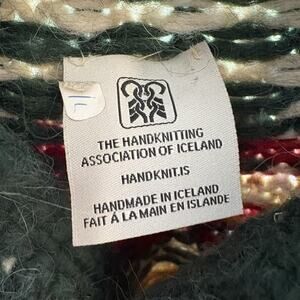 THE HANDKNITTING
ASSOCIATION OF ICELAND
HANDKNIT.IS
HANDMADE IN ICELAND
FAIT Á LA MAIN EN ISLANDE